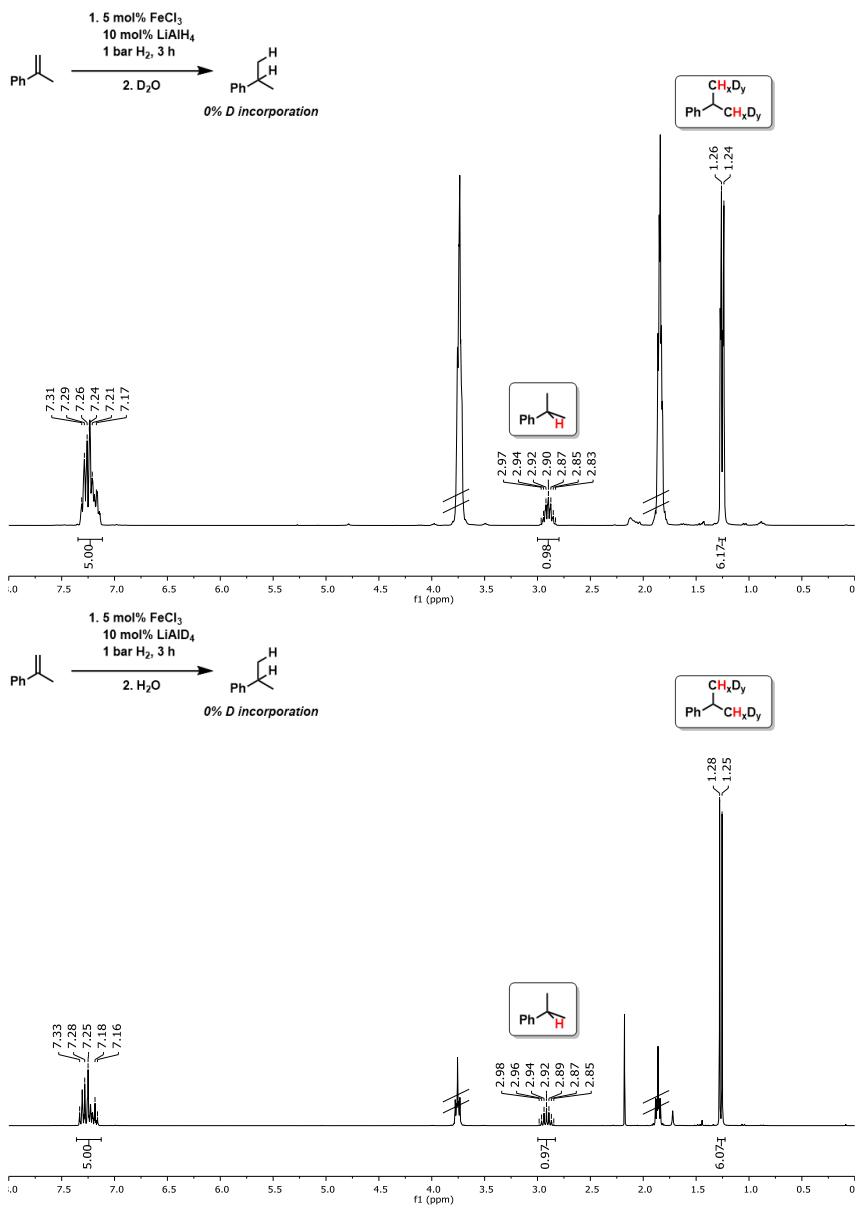 1. 5 mol% FeCl3
10 mol% LiAlH4
1 bar H2, 3 h
2. D2O
Ph
H
H
Ph
0% D incorporation
CHxDy
Ph
CHxDy
1.26
1.24
7.31
7.29
7.26
7.24
7.21
7.17
Ph
H
2.97
2.94
2.92
2.90
2.87
2.85
2.83
5.00
0.98
6.17
:.0 7.5 7.0 6.5 6.0 5.5 5.0 4.5 4.0 3.5 3.0 2.5 2.0 1.5 1.0 0.5 0
f1 (ppm)
1. 5 mol% FeCl3
10 mol% LiAlD4
1 bar H2, 3 h
2. H2O
Ph
H
H
Ph
0% D incorporation
CHxDy
Ph
CHxDy
1.28
1.25
7.33
7.28
7.25
7.18
7.16
Ph
H
2.98
2.96
2.94
2.92
2.89
2.87
2.85
5.00
0.97
6.07
:.0 7.5 7.0 6.5 6.0 5.5 5.0 4.5 4.0 3.5 3.0 2.5 2.0 1.5 1.0 0.5 0
f1 (ppm)